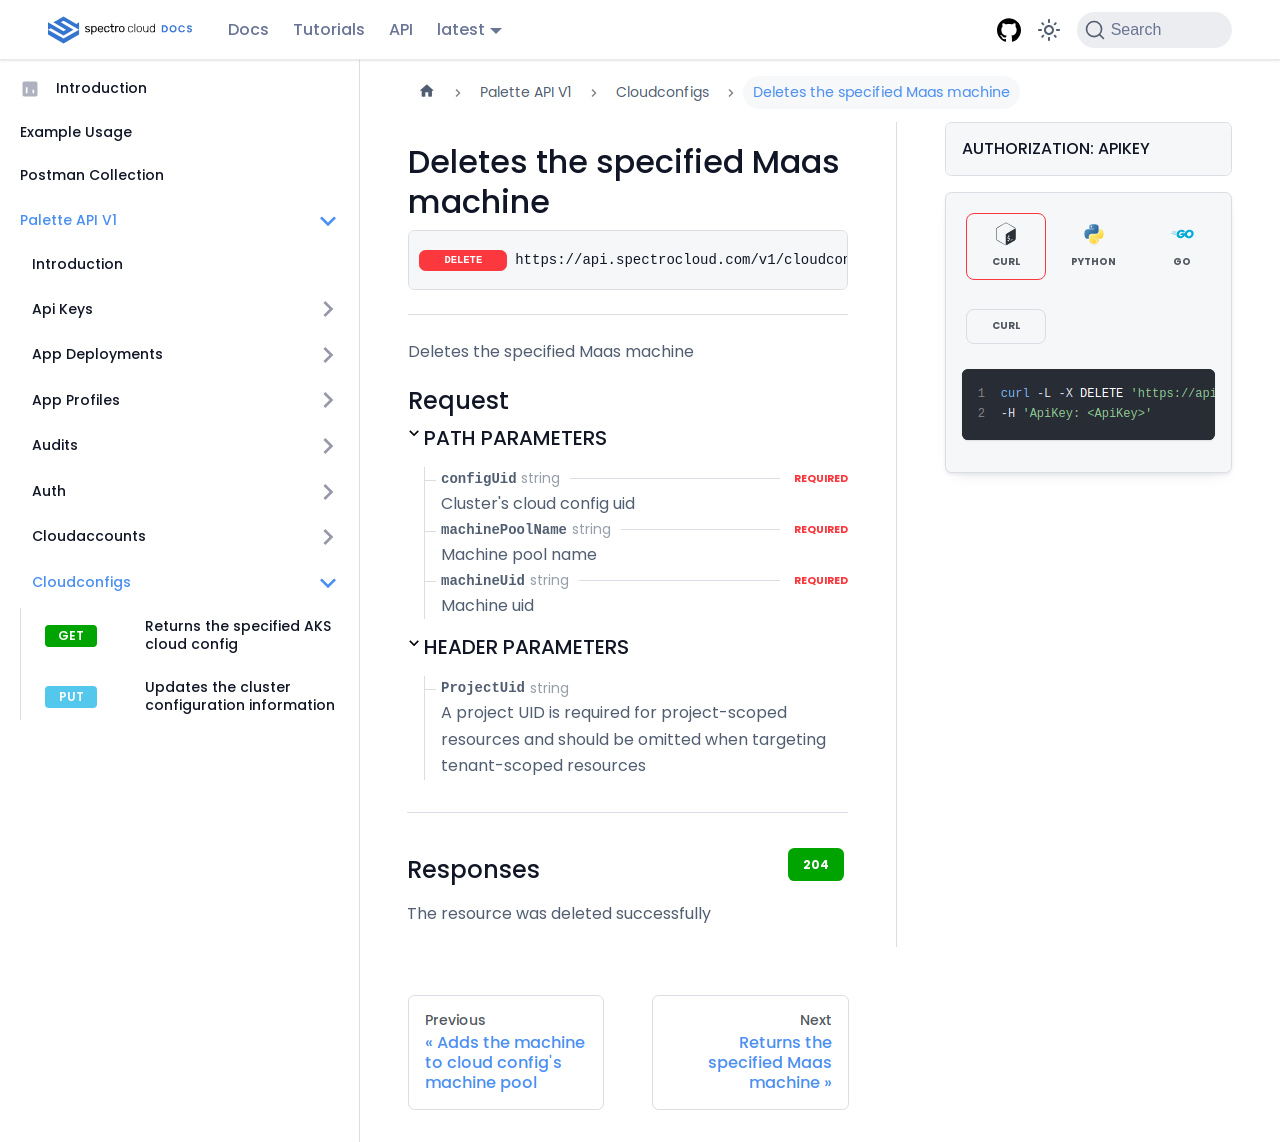 spectro cloud DOCS
Docs Tutorials API latest
Search
Introduction
Example Usage
Postman Collection
Palette API V1
Introduction
Api Keys
App Deployments
App Profiles
Audits
Auth
Cloudaccounts
Cloudconfigs
GET Returns the specified AKS
cloud config
PUT Updates the cluster
configuration information
Palette API V1 Cloudconfigs Deletes the specified Maas machine
Deletes the specified Maas
machine
DELETE https://api.spectrocloud.com/v1/cloudcon
Deletes the specified Maas machine
Request
PATH PARAMETERS
configUid string REQUIRED
Cluster's cloud config uid
machinePoolName string REQUIRED
Machine pool name
machineUid string REQUIRED
Machine uid
HEADER PARAMETERS
ProjectUid string
A project UID is required for project-scoped
resources and should be omitted when targeting
tenant-scoped resources
Responses 204
The resource was deleted successfully
Previous
« Adds the machine
to cloud config's
machine pool
Next
Returns the
specified Maas
machine »
AUTHORIZATION: APIKEY
CURL PYTHON GO
CURL
1 curl -L -X DELETE 'https://api
2 -H 'ApiKey: <ApiKey>'